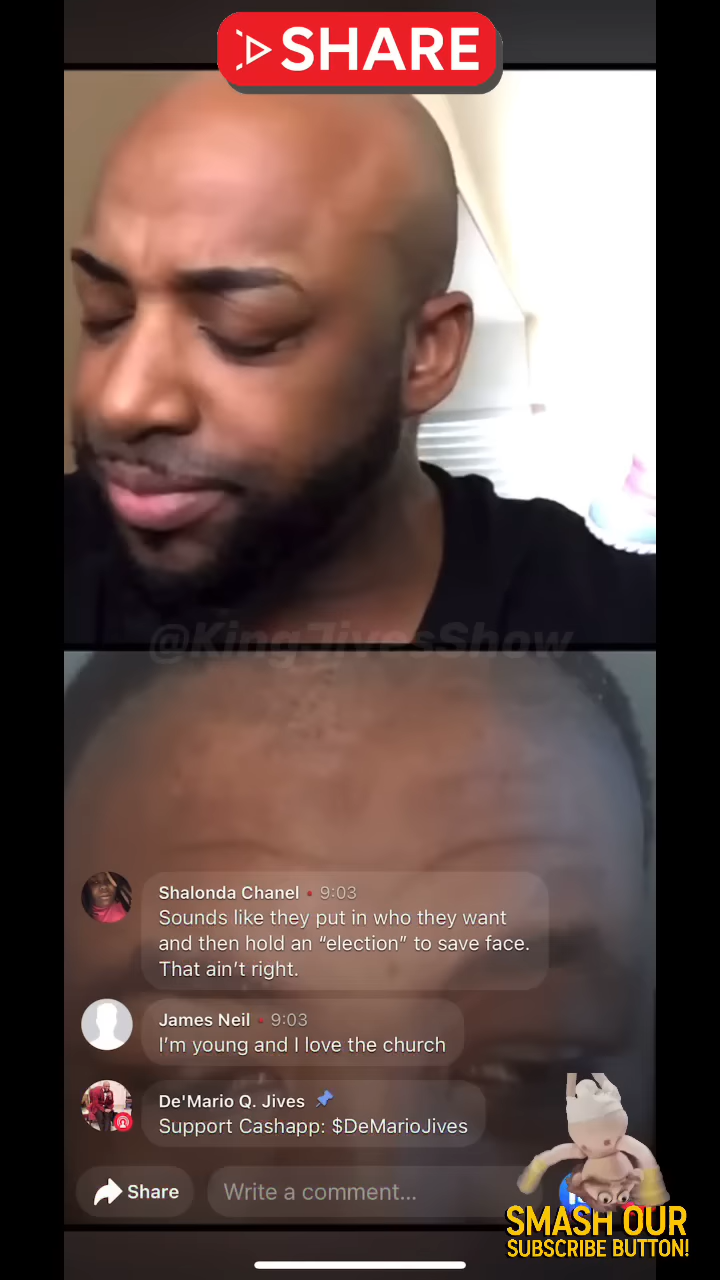 SHARE
@KingJivesShow
Shalonda Chanel • 9:03
Sounds like they put in who they want
and then hold an “election” to save face.
That ain’t right.
James Neil • 9:03
I’m young and I love the church
De'Mario Q. Jives
Support Cashapp: $DeMarioJives
Share
Write a comment...
SMASH OUR
SUBSCRIBE BUTTON!